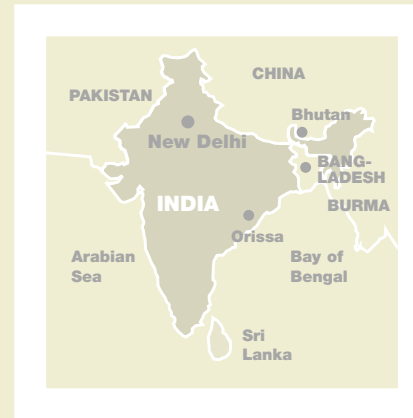 CHINA
PAKISTAN
Bhutan
New Delhi
BANG-
LADESH
INDIA
BURMA
Orissa
Arabian
Sea
Bay of
Bengal
Sri
Lanka